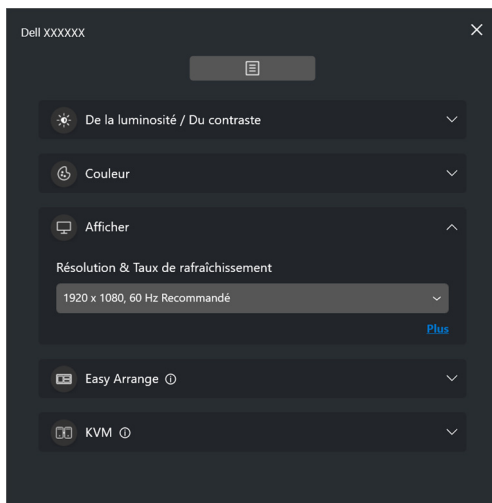 Dell XXXXXX
De la luminosité / Du contraste
Couleur
Afficher
Résolution & Taux de rafraîchissement
1920 x 1080, 60 Hz Recommandé
Plus
Easy Arrange
KVM